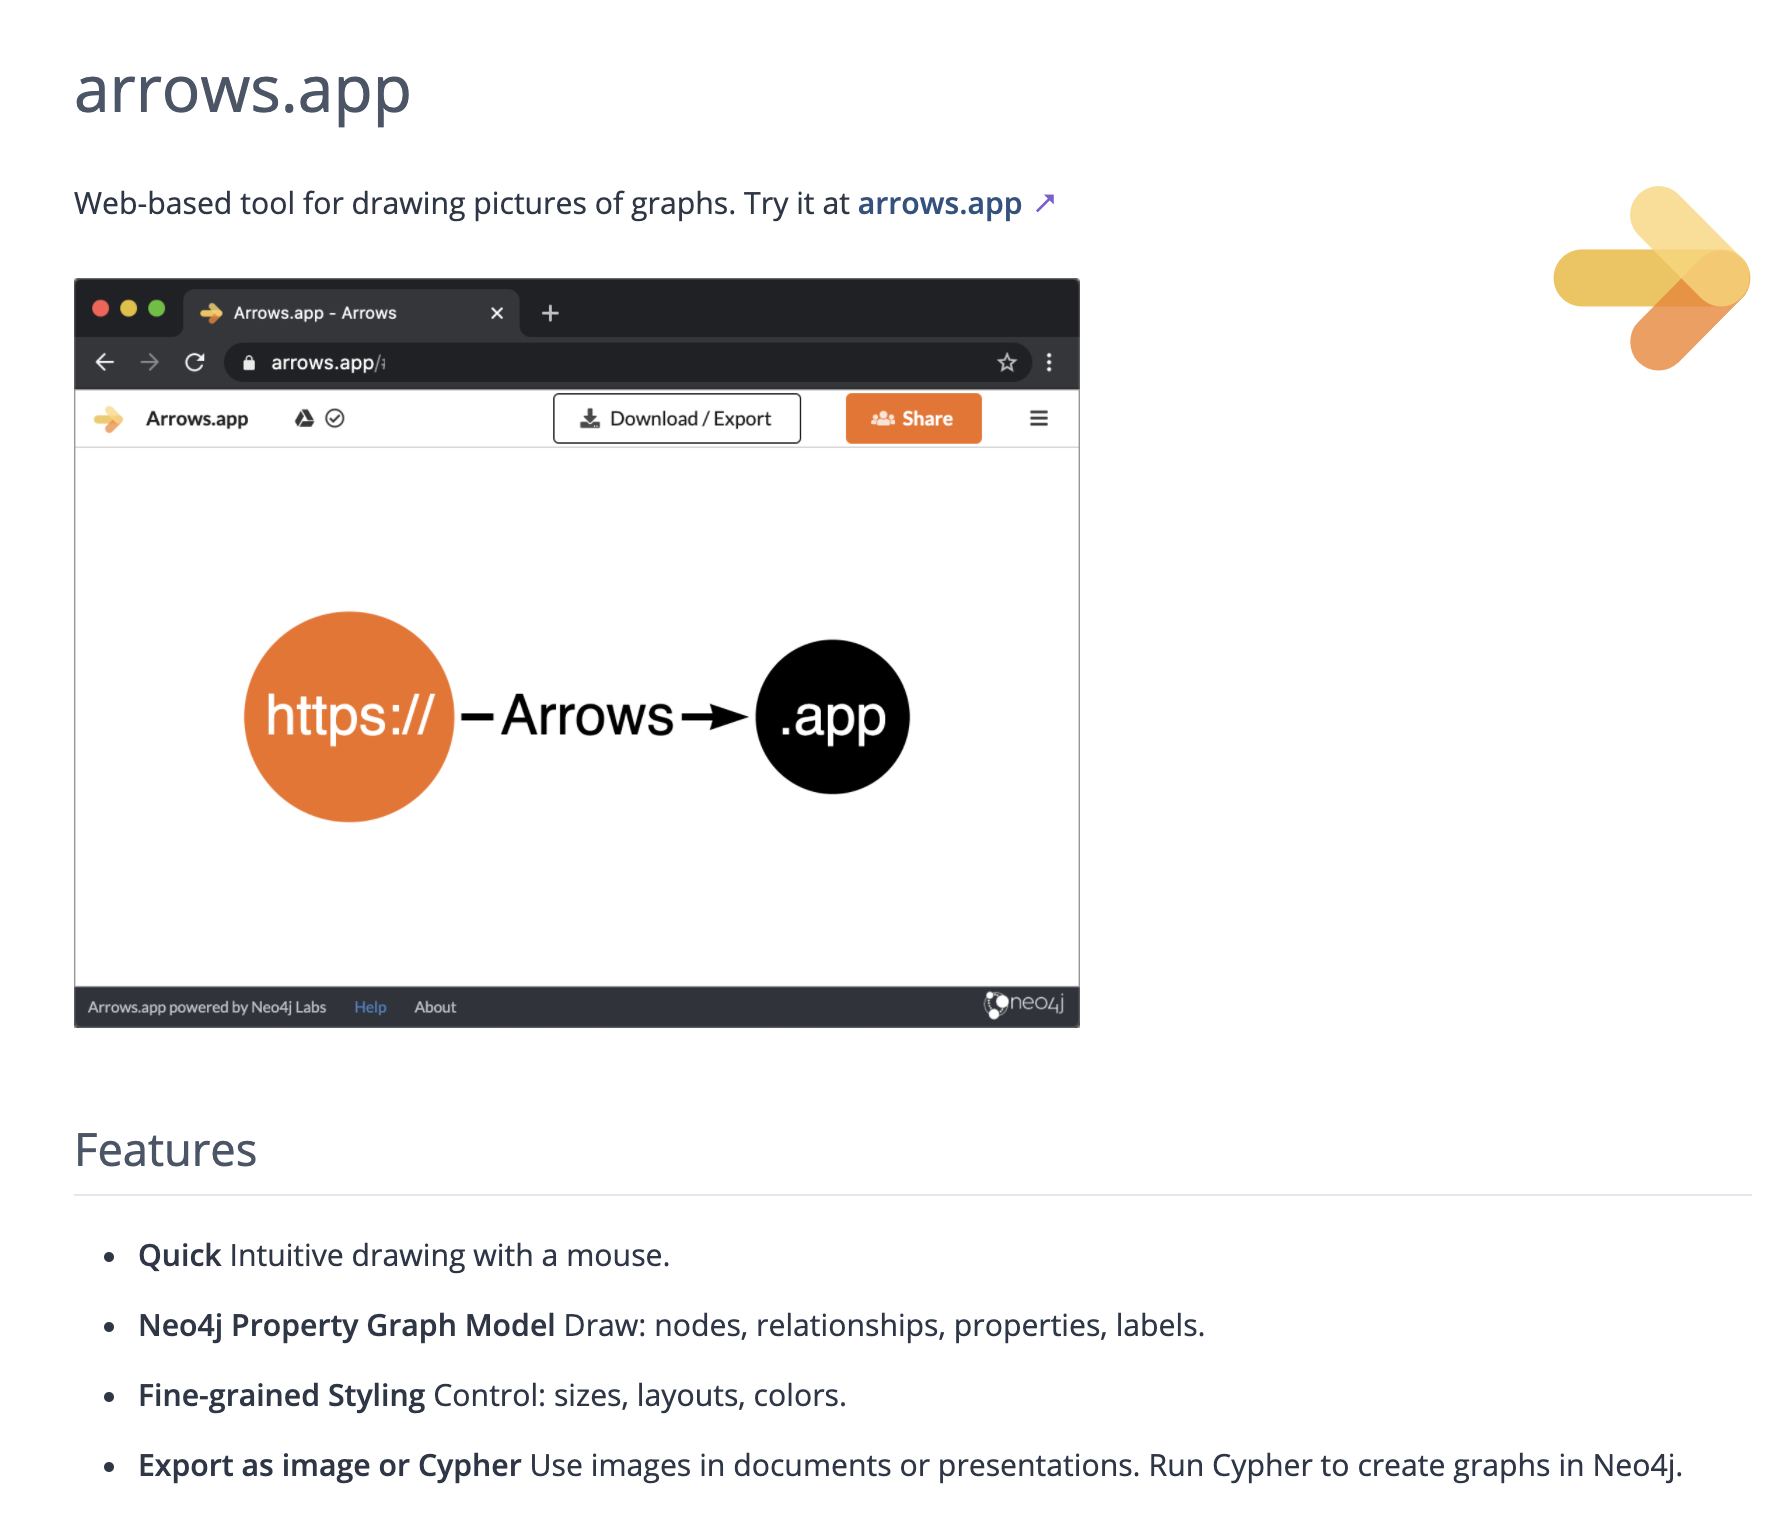 arrows.app
Web-based tool for drawing pictures of graphs. Try it at arrows.app ↗
Arrows.app - Arrows
arrows.app/
Arrows.app
Download / Export
Share
https://
Arrows
.app
Arrows.app powered by Neo4j Labs Help About
neo4j
Features
• Quick Intuitive drawing with a mouse.
• Neo4j Property Graph Model Draw: nodes, relationships, properties, labels.
• Fine-grained Styling Control: sizes, layouts, colors.
• Export as image or Cypher Use images in documents or presentations. Run Cypher to create graphs in Neo4j.